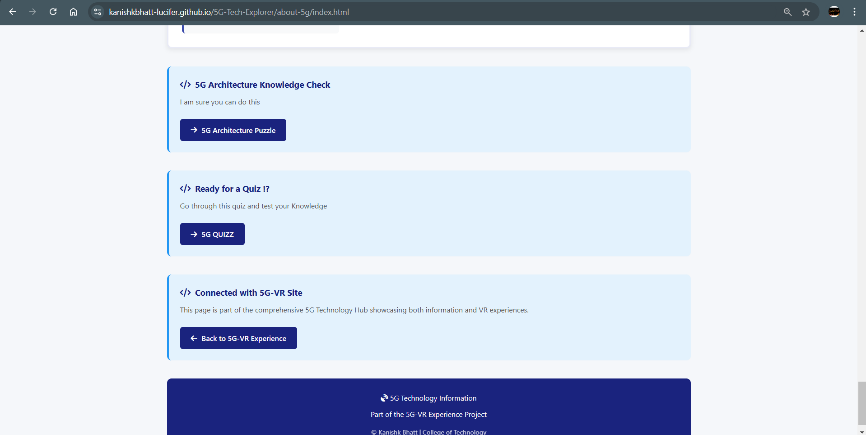 kanishkbhatt-lucifer.github.io/5G-Tech-Explorer/about-5g/index.html
</> 5G Architecture Knowledge Check
I am sure you can do this
→ 5G Architecture Puzzle
</> Ready for a Quiz !?
Go through this quiz and test your Knowledge
→ 5G QUIZZ
</> Connected with 5G-VR Site
This page is part of the comprehensive 5G Technology Hub showcasing both information and VR experiences.
← Back to 5G-VR Experience
5G Technology Information
Part of the 5G-VR Experience Project
© Kanishk Bhatt | College of Technology